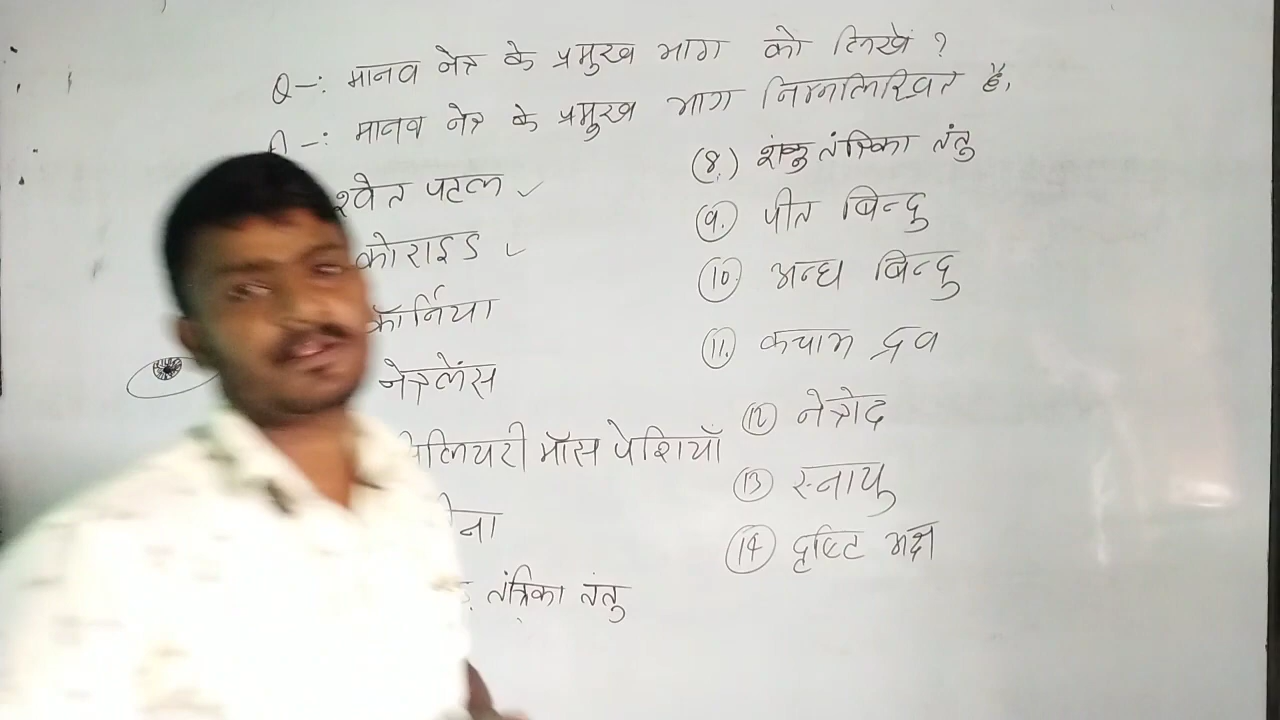 Q-: मानव नेत्र के प्रमुख भाग को लिखें ?
-: मानव नेत्र के प्रमुख भाग निम्नलिखित है,
श्वेत पटल ✓
कोराइड ✓
कॉर्निया
नेत्रलेंस
मॉस पेशियाँ
तंत्रिका तंतु
(8.) शंकु तंत्रिका तंतु
9. पीत बिन्दु
10. अन्ध बिन्दु
11. कचाभ द्रव
12 नेत्रोद
13 स्नायु
14 दृष्टि अक्ष